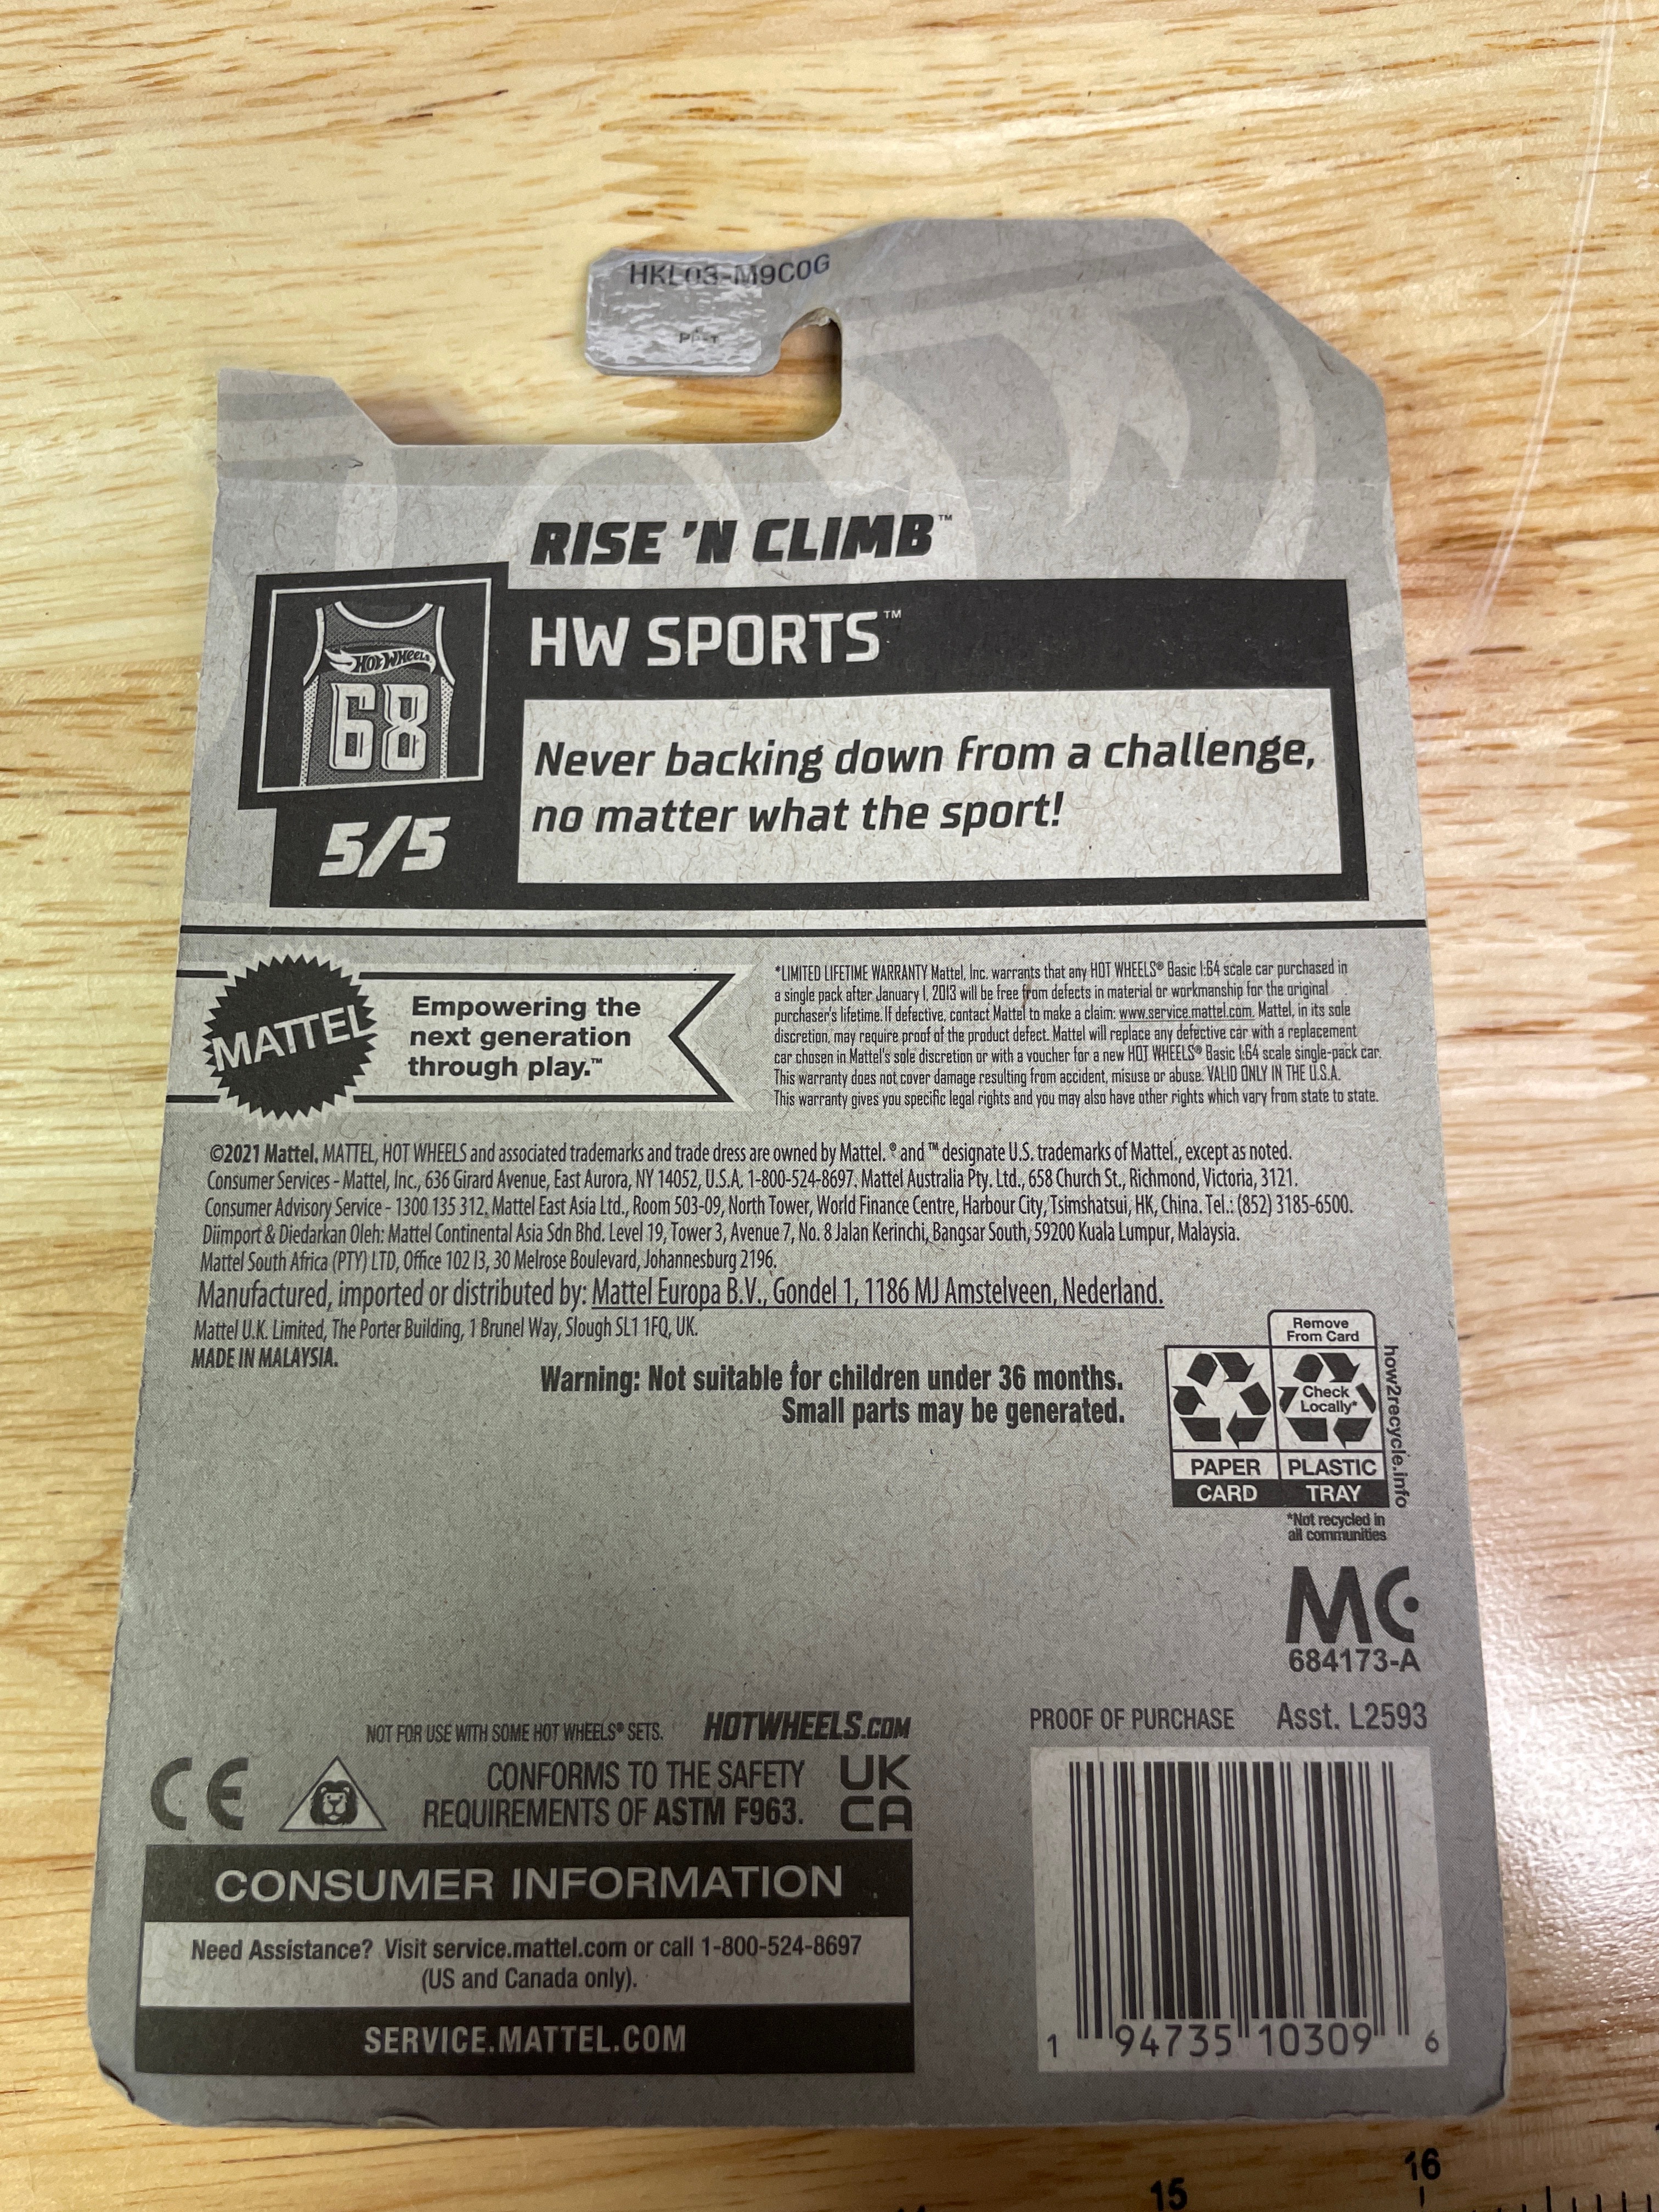 HKL03-M9C0G
PP-T
RISE 'N CLIMB™
HW SPORTS™
HOT WHEELS
68
Never backing down from a challenge,
no matter what the sport!
5/5
MATTEL
Empowering the
next generation
through play.™
*LIMITED LIFETIME WARRANTY Mattel, Inc. warrants that any HOT WHEELS® Basic 1:64 scale car purchased in
a single pack after January 1, 2013 will be free from defects in material or workmanship for the original
purchaser's lifetime. If defective, contact Mattel to make a claim: www.service.mattel.com. Mattel, in its sole
discretion, may require proof of the product defect. Mattel will replace any defective car with a replacement
car chosen in Mattel's sole discretion or with a voucher for a new HOT WHEELS® Basic 1:64 scale single-pack car.
This warranty does not cover damage resulting from accident, misuse or abuse. VALID ONLY IN THE U.S.A.
This warranty gives you specific legal rights and you may also have other rights which vary from state to state.
©2021 Mattel. MATTEL, HOT WHEELS and associated trademarks and trade dress are owned by Mattel. ® and ™ designate U.S. trademarks of Mattel, except as noted.
Consumer Services - Mattel, Inc., 636 Girard Avenue, East Aurora, NY 14052, U.S.A. 1-800-524-8697. Mattel Australia Pty. Ltd., 658 Church St., Richmond, Victoria, 3121.
Consumer Advisory Service - 1300 135 312. Mattel East Asia Ltd., Room 503-09, North Tower, World Finance Centre, Harbour City, Tsimshatsui, HK, China. Tel.: (852) 3185-6500.
Diimport & Diedarkan Oleh: Mattel Continental Asia Sdn Bhd. Level 19, Tower 3, Avenue 7, No. 8 Jalan Kerinchi, Bangsar South, 59200 Kuala Lumpur, Malaysia.
Mattel South Africa (PTY) LTD, Office 102 I3, 30 Melrose Boulevard, Johannesburg 2196.
Manufactured, imported or distributed by: Mattel Europa B.V., Gondel 1, 1186 MJ Amstelveen, Nederland.
Mattel U.K. Limited, The Porter Building, 1 Brunel Way, Slough SL1 1FQ, UK.
MADE IN MALAYSIA.
Warning: Not suitable for children under 36 months.
Small parts may be generated.
Remove
From Card
Check
Locally*
PAPER PLASTIC
CARD TRAY
how2recycle.info
*Not recycled in
all communities
MC
684173-A
PROOF OF PURCHASE Asst. L2593
NOT FOR USE WITH SOME HOT WHEELS® SETS. HOTWHEELS.COM
CE
CONFORMS TO THE SAFETY
REQUIREMENTS OF ASTM F963.
UK
CA
CONSUMER INFORMATION
Need Assistance? Visit service.mattel.com or call 1-800-524-8697
(US and Canada only).
SERVICE.MATTEL.COM
1 94735 10309 6
15 16